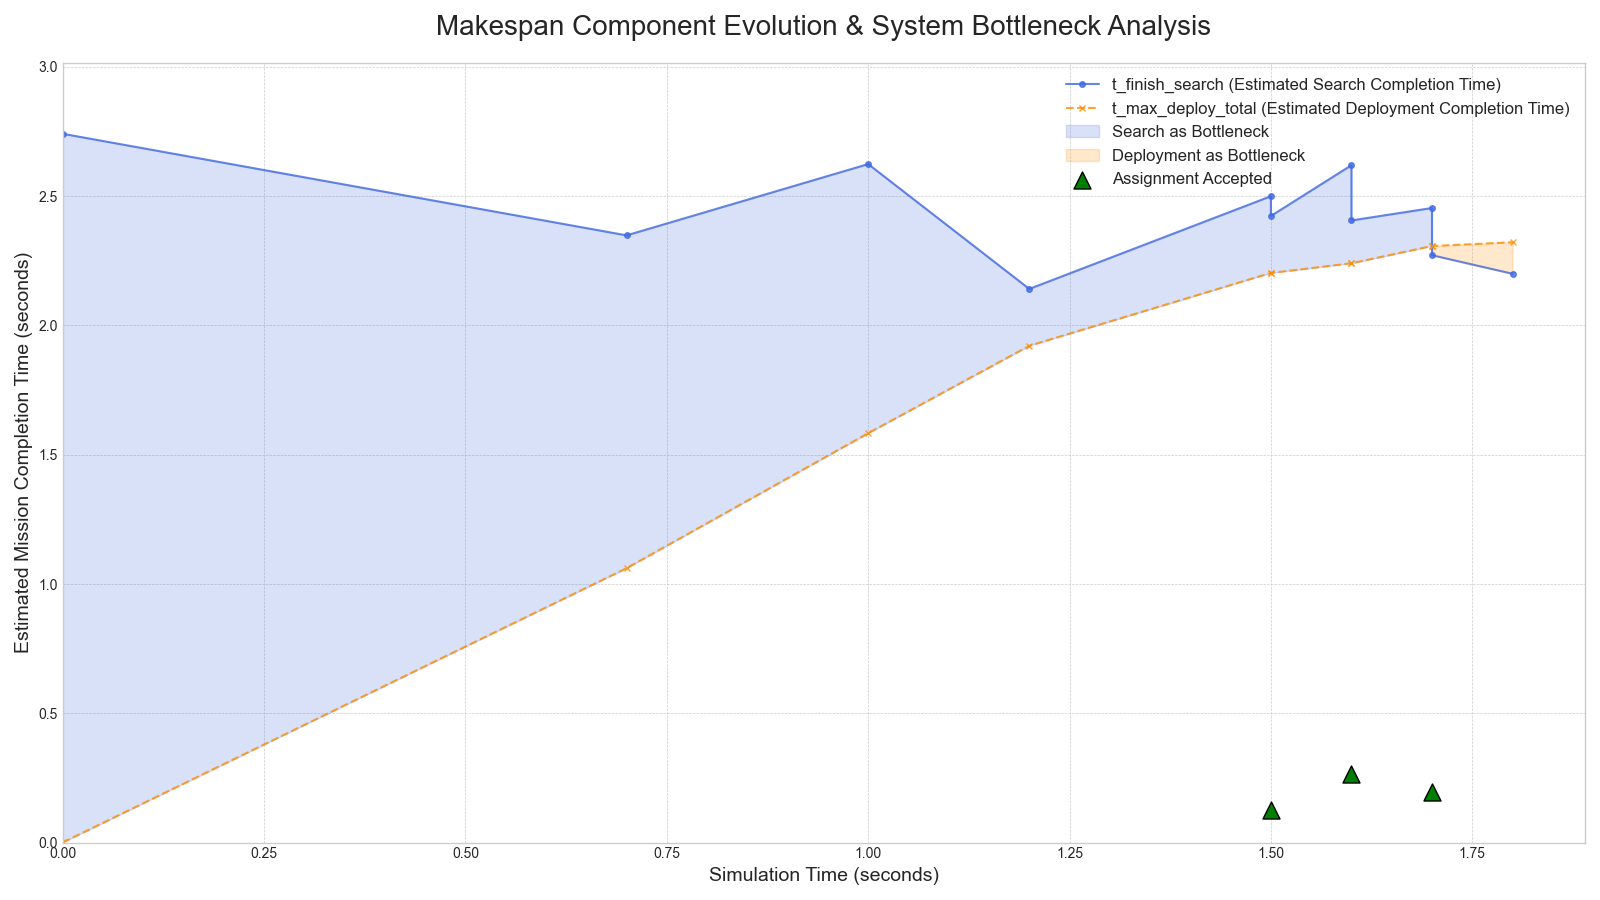 Makespan Component Evolution & System Bottleneck Analysis
t_finish_search (Estimated Search Completion Time)
t_max_deploy_total (Estimated Deployment Completion Time)
Search as Bottleneck
Deployment as Bottleneck
Assignment Accepted
Estimated Mission Completion Time (seconds)
3.0
2.5
2.0
1.5
1.0
0.5
0.0
0.00 0.25 0.50 0.75 1.00 1.25 1.50 1.75
Simulation Time (seconds)